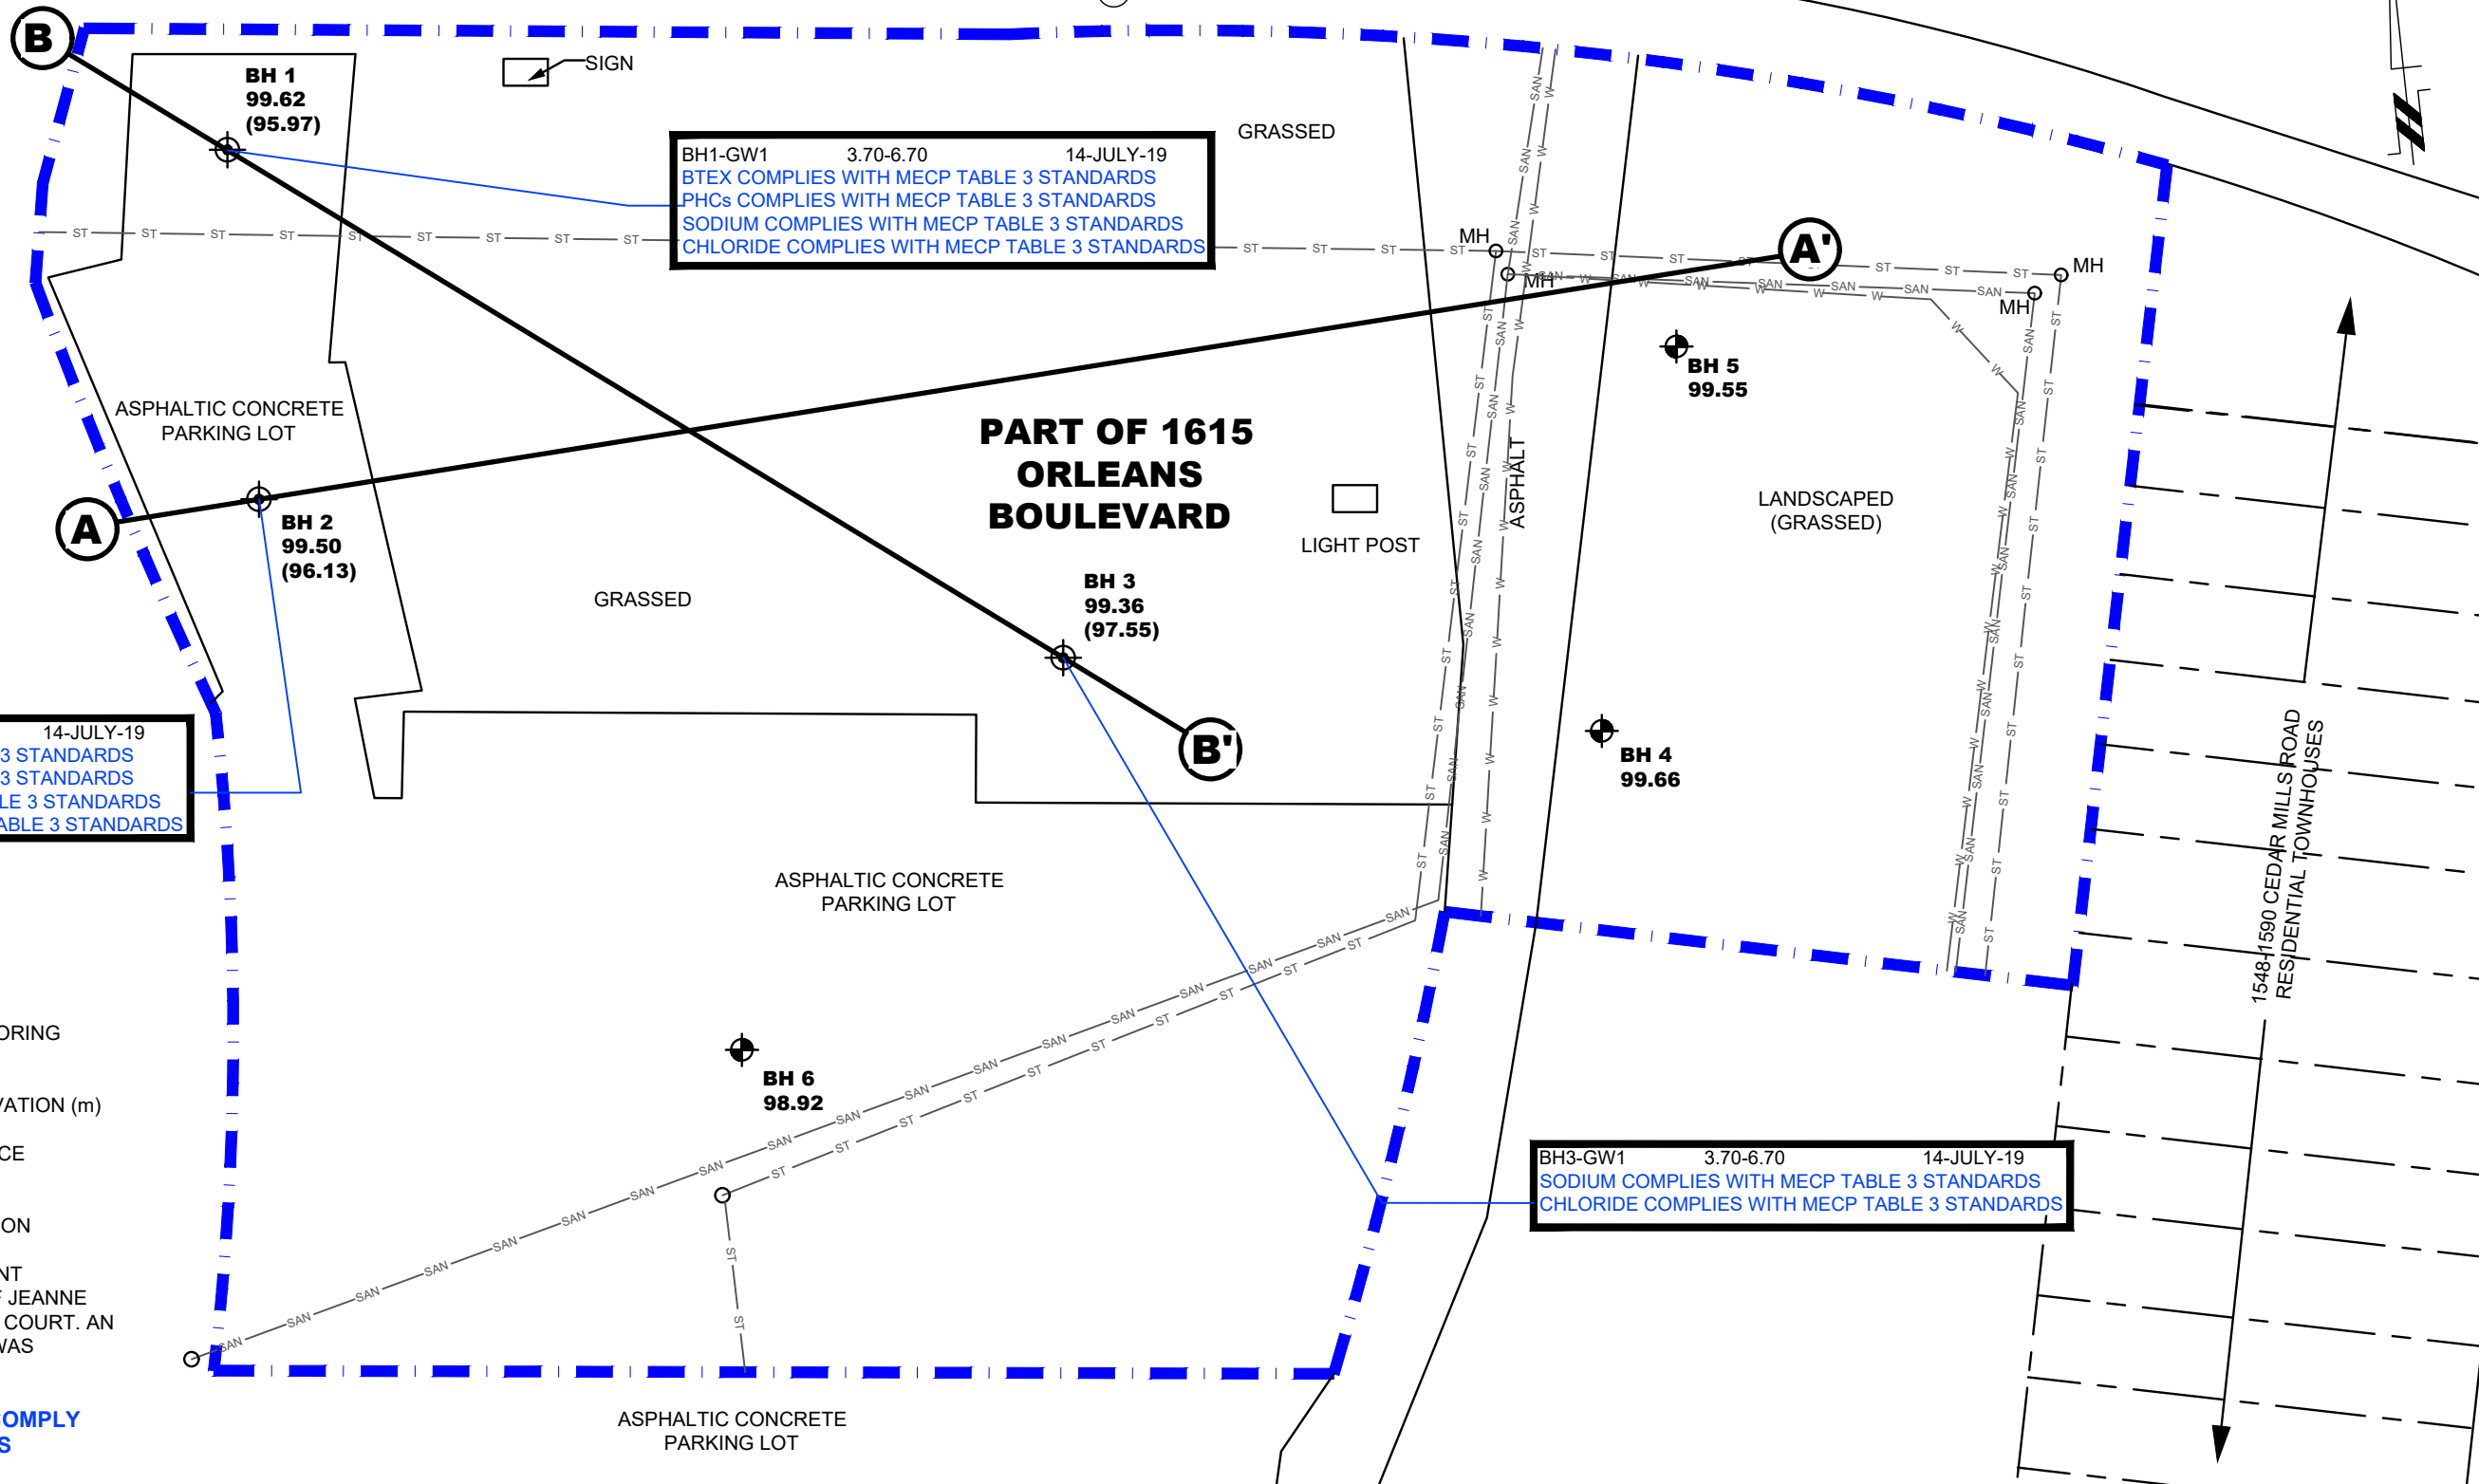 B
BH 1
99.62
(95.97)
SIGN
GRASSED
BH1-GW1 3.70-6.70 14-JULY-19
BTEX COMPLIES WITH MECP TABLE 3 STANDARDS
PHCs COMPLIES WITH MECP TABLE 3 STANDARDS
SODIUM COMPLIES WITH MECP TABLE 3 STANDARDS
CHLORIDE COMPLIES WITH MECP TABLE 3 STANDARDS
MH
MH
A'
MH
MH
BH 5
99.55
ASPHALTIC CONCRETE
PARKING LOT
PART OF 1615
ORLEANS
BOULEVARD
ASPHALT
LANDSCAPED
(GRASSED)
A
BH 2
99.50
(96.13)
LIGHT POST
GRASSED
BH 3
99.36
(97.55)
B'
BH 4
99.66
14-JULY-19
3 STANDARDS
3 STANDARDS
LE 3 STANDARDS
TABLE 3 STANDARDS
1548-1590 CEDAR MILLS ROAD
RESIDENTIAL TOWNHOUSES
ASPHALTIC CONCRETE
PARKING LOT
ORING
BH 6
98.92
VATION (m)
CE
BH3-GW1 3.70-6.70 14-JULY-19
SODIUM COMPLIES WITH MECP TABLE 3 STANDARDS
CHLORIDE COMPLIES WITH MECP TABLE 3 STANDARDS
ON
NT
F JEANNE
COURT. AN
WAS
COMPLY
S
ASPHALTIC CONCRETE
PARKING LOT
ST
SAN
W